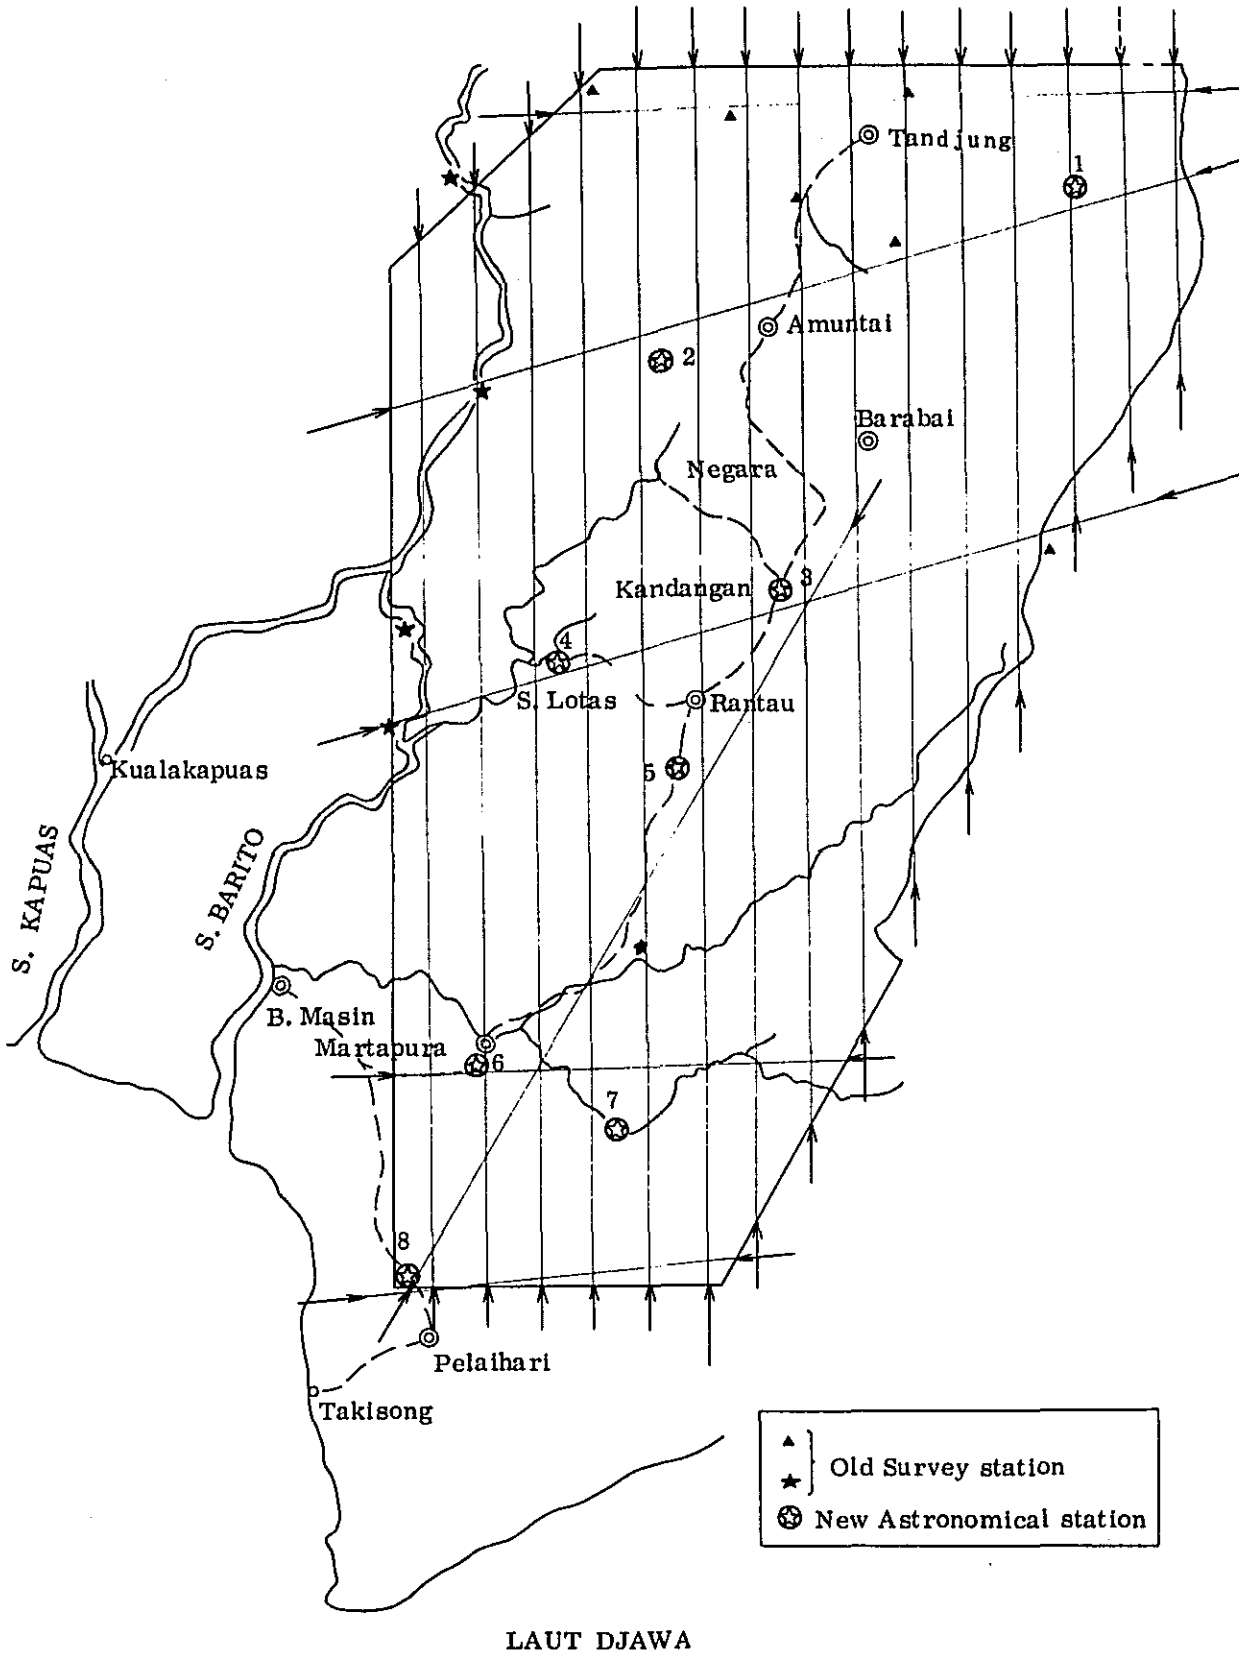 Tandjung
1
Amuntai
2
Barabai
Negara
Kandangan
3
4
S. Lotas
Rantau
Kualakapuas
5
S. KAPUAS
S. BARITO
B. Masin
Martapura
6
7
8
Pelaihari
Takisong
Old Survey station
New Astronomical station
LAUT DJAWA